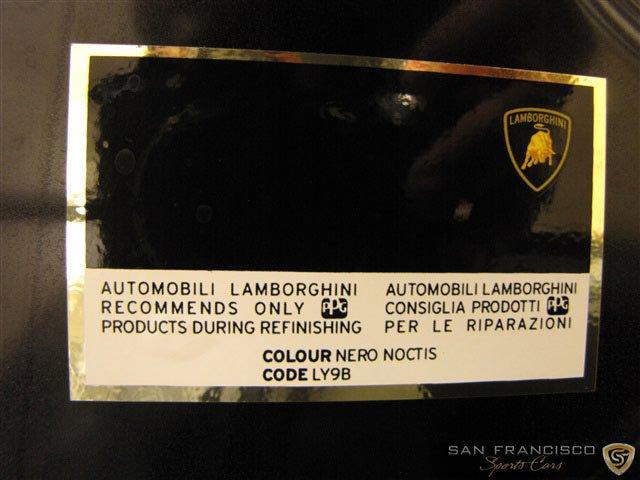 LAMBORGHINI
AUTOMOBILI LAMBORGHINI
RECOMMENDS ONLY PPG
PRODUCTS DURING REFINISHING
AUTOMOBILI LAMBORGHINI
CONSIGLIA PRODOTTI PPG
PER LE RIPARAZIONI
COLOUR NERO NOCTIS
CODE LY9B
SAN FRANCISCO
Sports Cars